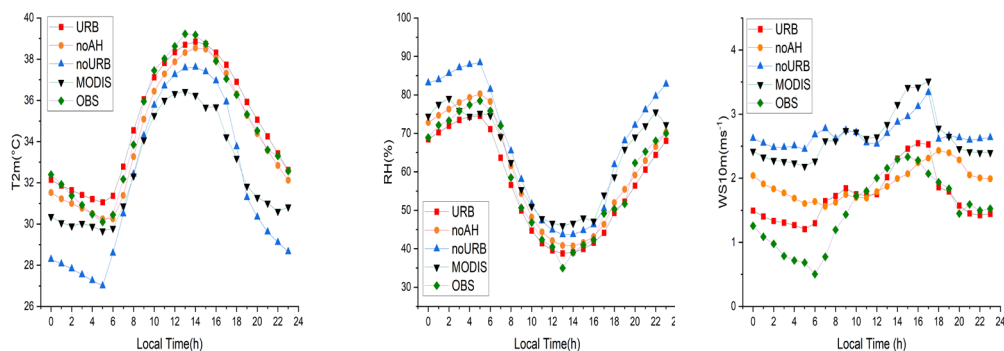 URB
noAH
noURB
MODIS
OBS
40
38
36
34
32
30
28
26
T2m(°C)
0 2 4 6 8 10 12 14 16 18 20 22 24
Local Time(h)
100
90
80
70
60
50
40
30
RH(%)
URB
noAH
noURB
MODIS
OBS
0 2 4 6 8 10 12 14 16 18 20 22 24
Local Time(h)
URB
noAH
noURB
MODIS
OBS
4
3
2
1
0
WS10m(ms⁻¹)
0 2 4 6 8 10 12 14 16 18 20 22 24
Local Time (h)